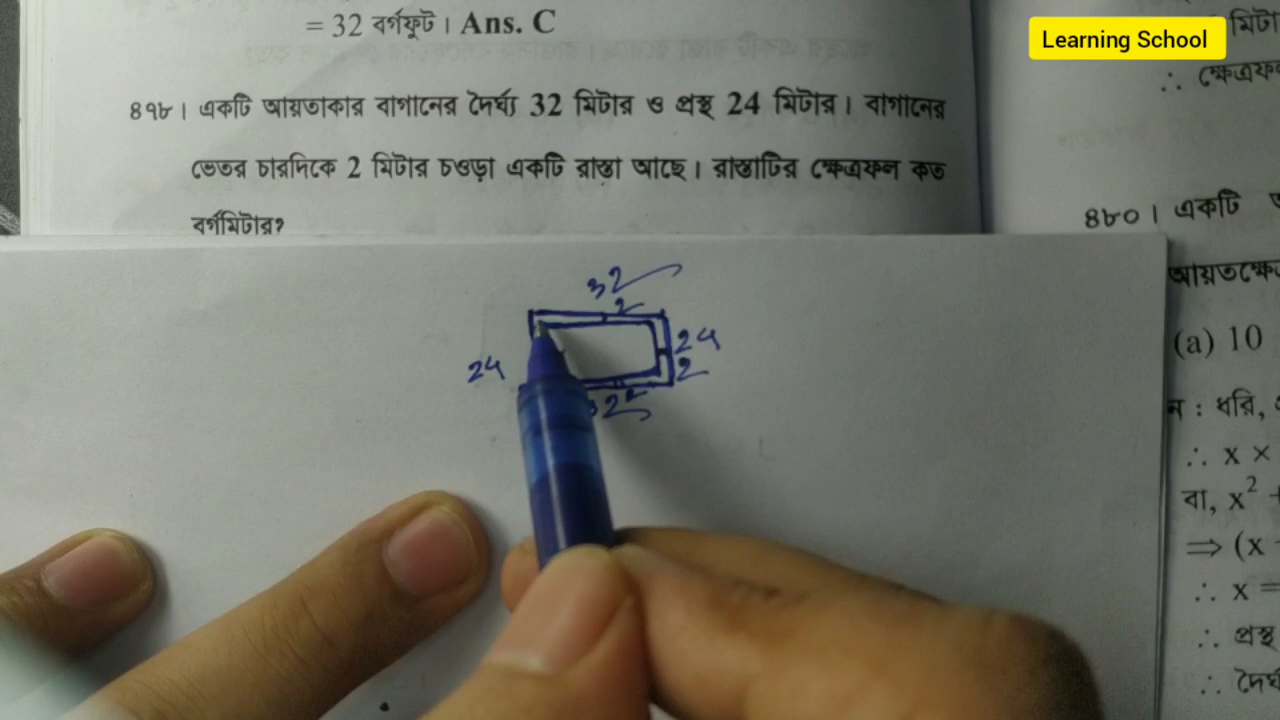 = 32 বর্গফুট। Ans. C
Learning School
৪৭৮। একটি আয়তাকার বাগানের দৈর্ঘ্য 32 মিটার ও প্রস্থ 24 মিটার। বাগানের
ভেতর চারদিকে 2 মিটার চওড়া একটি রাস্তা আছে। রাস্তাটির ক্ষেত্রফল কত
বর্গমিটার?
32
2
24
24
2
2
মিটা
∴ ক্ষেত্রফ
৪৮০। একটি
আয়তক্ষে
(a) 10
ন : ধরি,
∴ x ×
বা, x²
⇒ (x -
∴ x =
∴ প্রস্থ
∴ দৈর্ঘ